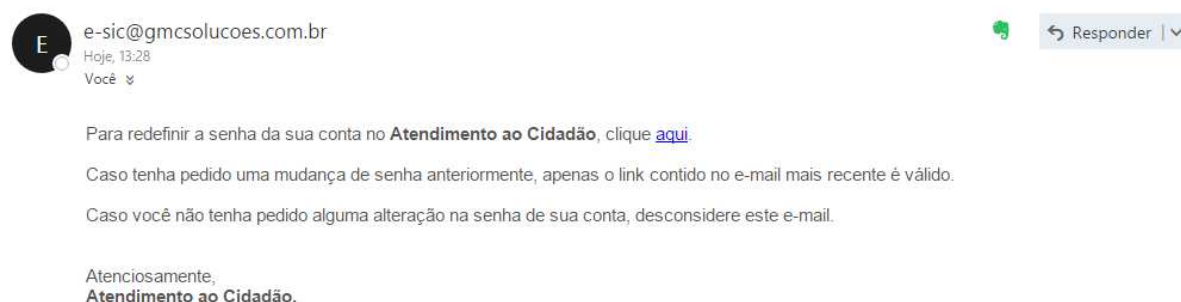 E
e-sic@gmcsolucoes.com.br
Hoje, 13:28
Você
Responder
Para redefinir a senha da sua conta no Atendimento ao Cidadão, clique aqui.
Caso tenha pedido uma mudança de senha anteriormente, apenas o link contido no e-mail mais recente é válido.
Caso você não tenha pedido alguma alteração na senha de sua conta, desconsidere este e-mail.
Atenciosamente,
Atendimento ao Cidadão.